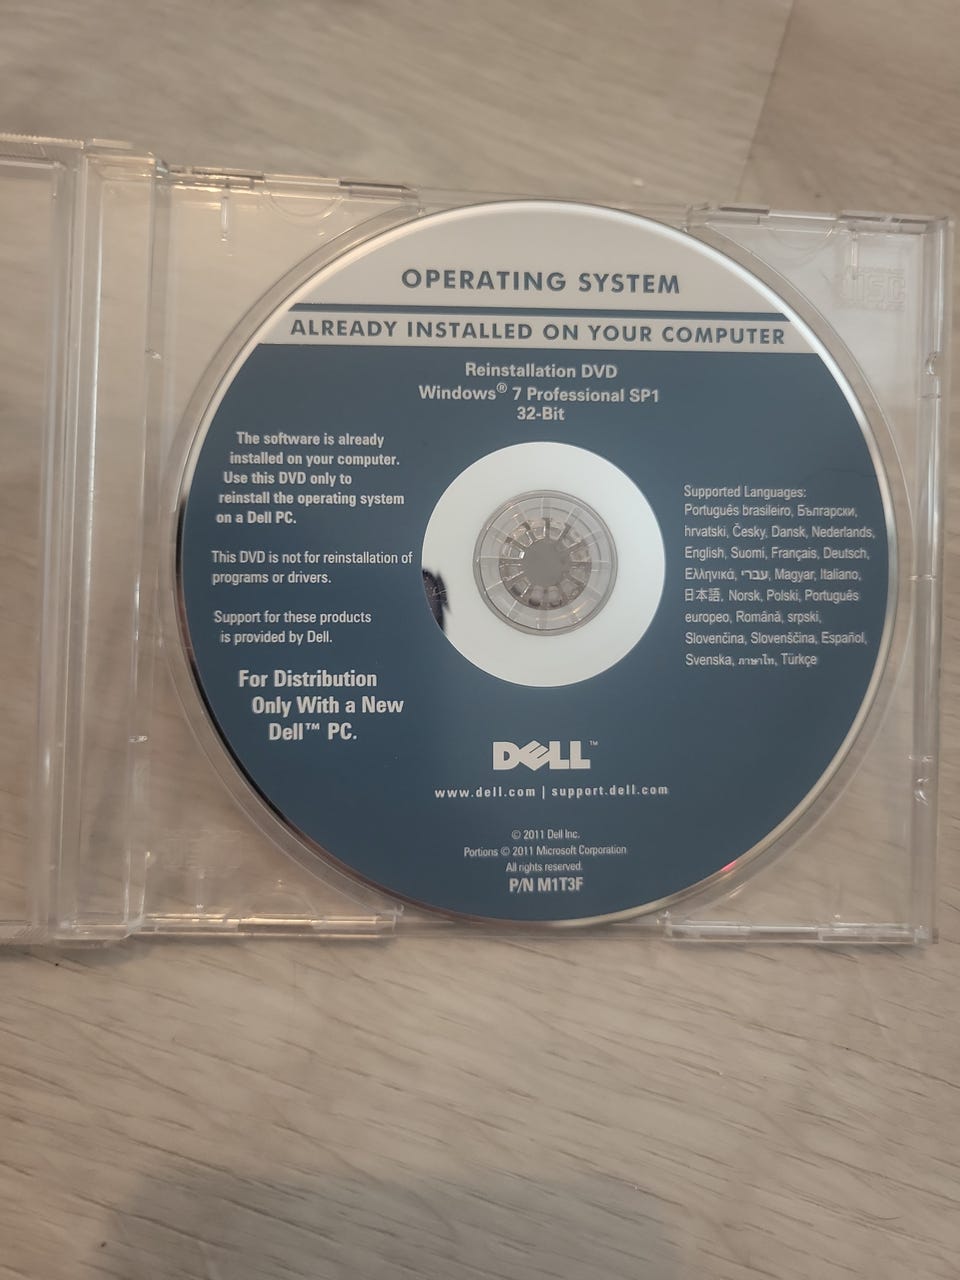 OPERATING SYSTEM
ALREADY INSTALLED ON YOUR COMPUTER
Reinstallation DVD
Windows® 7 Professional SP1
32-Bit
The software is already
installed on your computer.
Use this DVD only to
reinstall the operating system
on a Dell PC.
This DVD is not for reinstallation of
programs or drivers.
Support for these products
is provided by Dell.
For Distribution
Only With a New
Dell™ PC.
Supported Languages:
Português brasileiro, Български,
hrvatski, Česky, Dansk, Nederlands,
English, Suomi, Français, Deutsch,
Ελληνικά, עברי, Magyar, Italiano,
日本語, Norsk, Polski, Português
europeo, Română, srpski,
Slovenčina, Slovenščina, Español,
Svenska, ภาษาไทย, Türkçe
DELL™
www.dell.com | support.dell.com
© 2011 Dell Inc.
Portions © 2011 Microsoft Corporation
All rights reserved.
P/N M1T3F